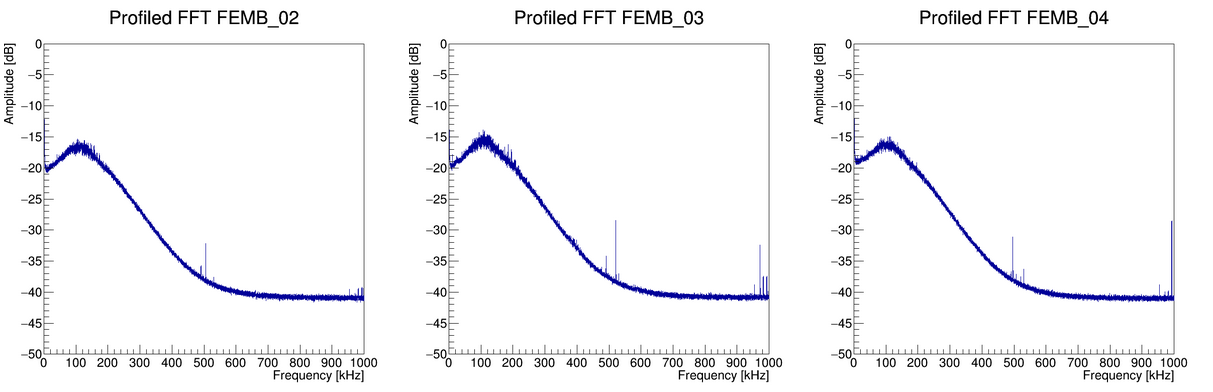 Profiled FFT FEMB_02
Amplitude [dB]
0
−5
−10
−15
−20
−25
−30
−35
−40
−45
−50
0 100 200 300 400 500 600 700 800 900 1000
Frequency [kHz]
Profiled FFT FEMB_03
Amplitude [dB]
0
−5
−10
−15
−20
−25
−30
−35
−40
−45
−50
0 100 200 300 400 500 600 700 800 900 1000
Frequency [kHz]
Profiled FFT FEMB_04
Amplitude [dB]
0
−5
−10
−15
−20
−25
−30
−35
−40
−45
−50
0 100 200 300 400 500 600 700 800 900 1000
Frequency [kHz]